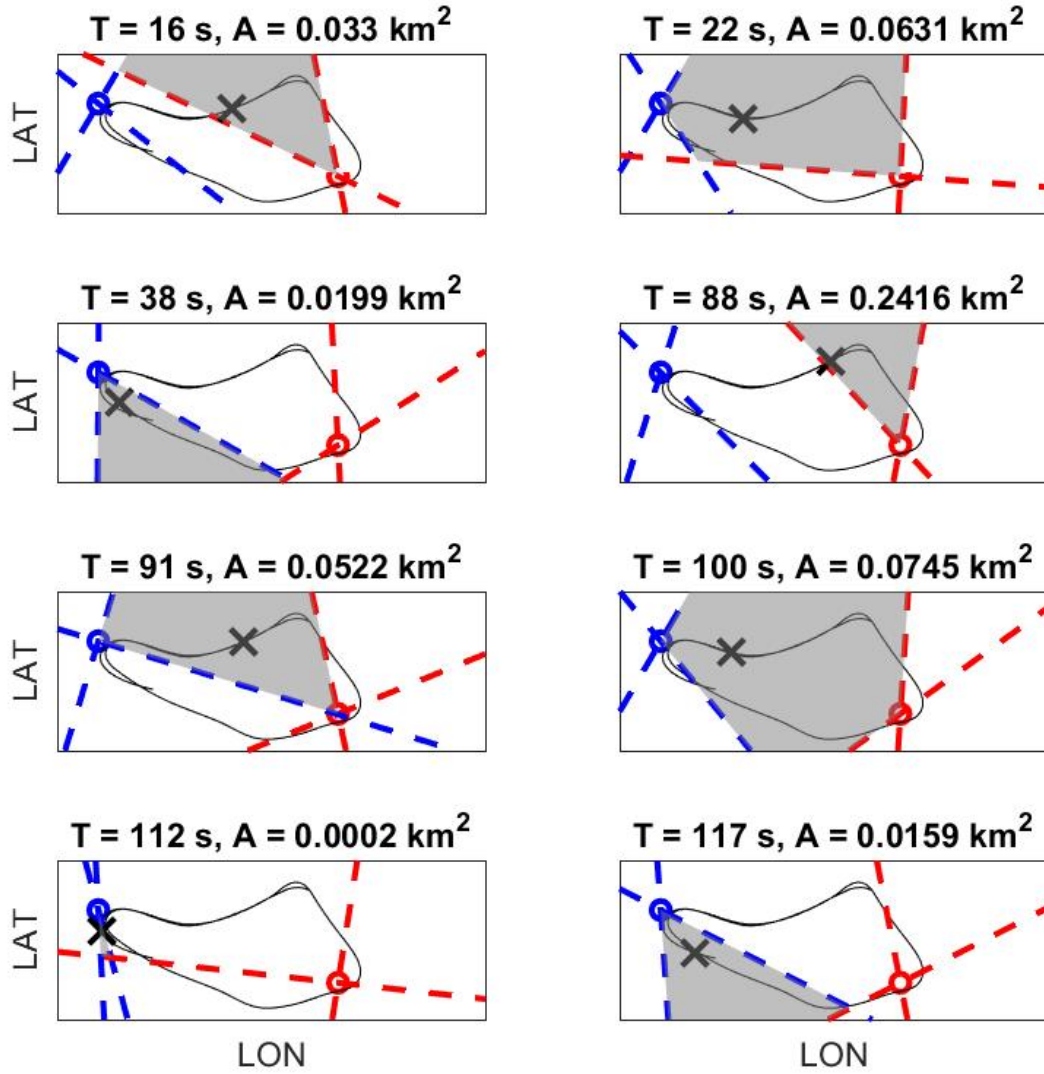 T = 16 s, A = 0.033 km²
T = 22 s, A = 0.0631 km²
LAT
T = 38 s, A = 0.0199 km²
T = 88 s, A = 0.2416 km²
LAT
T = 91 s, A = 0.0522 km²
T = 100 s, A = 0.0745 km²
LAT
T = 112 s, A = 0.0002 km²
T = 117 s, A = 0.0159 km²
LAT
LON
LON